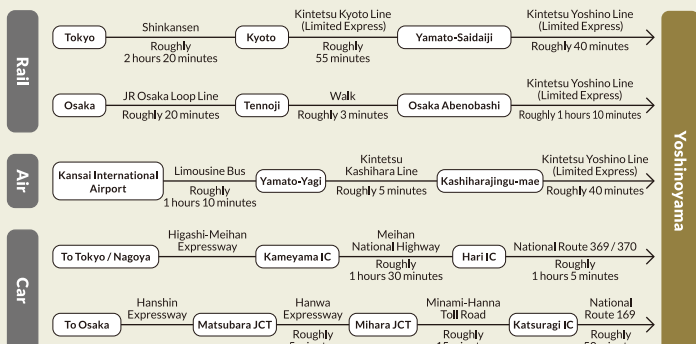 Rail
Tokyo
Shinkansen
Roughly
2 hours 20 minutes
Kyoto
Kintetsu Kyoto Line
(Limited Express)
Roughly
55 minutes
Yamato-Saidaiji
Kintetsu Yoshino Line
(Limited Express)
Roughly 40 minutes
Osaka
JR Osaka Loop Line
Roughly 20 minutes
Tennoji
Walk
Roughly 3 minutes
Osaka Abenobashi
Kintetsu Yoshino Line
(Limited Express)
Roughly 1 hours 10 minutes
Air
Kansai International
Airport
Limousine Bus
Roughly
1 hours 10 minutes
Yamato-Yagi
Kintetsu
Kashihara Line
Roughly 5 minutes
Kashiharajingu-mae
Kintetsu Yoshino Line
(Limited Express)
Roughly 40 minutes
Car
To Tokyo / Nagoya
Higashi-Meihan
Expressway
Kameyama IC
Meihan
National Highway
Roughly
1 hours 30 minutes
Hari IC
National Route 369 / 370
Roughly
1 hours 5 minutes
To Osaka
Hanshin
Expressway
Matsubara JCT
Hanwa
Expressway
Roughly
Mihara JCT
Minami-Hanna
Toll Road
Roughly
Katsuragi IC
National
Route 169
Roughly
Yoshinoyama